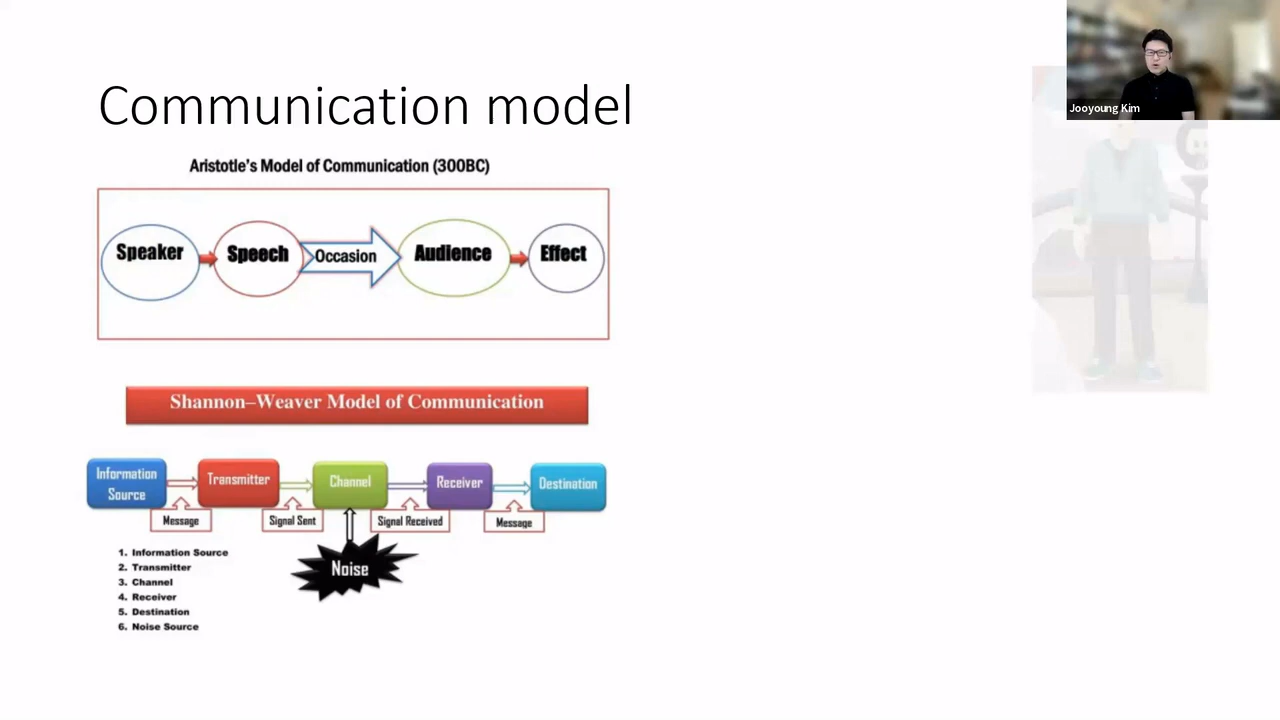 Jooyoung Kim
Communication model
Aristotle's Model of Communication (300BC)
Speaker
Speech
Occasion
Audience
Effect
Shannon–Weaver Model of Communication
Information
Source
Transmitter
Channel
Receiver
Destination
Message
Signal Sent
Signal Received
Message
Noise
1. Information Source
2. Transmitter
3. Channel
4. Receiver
5. Destination
6. Noise Source